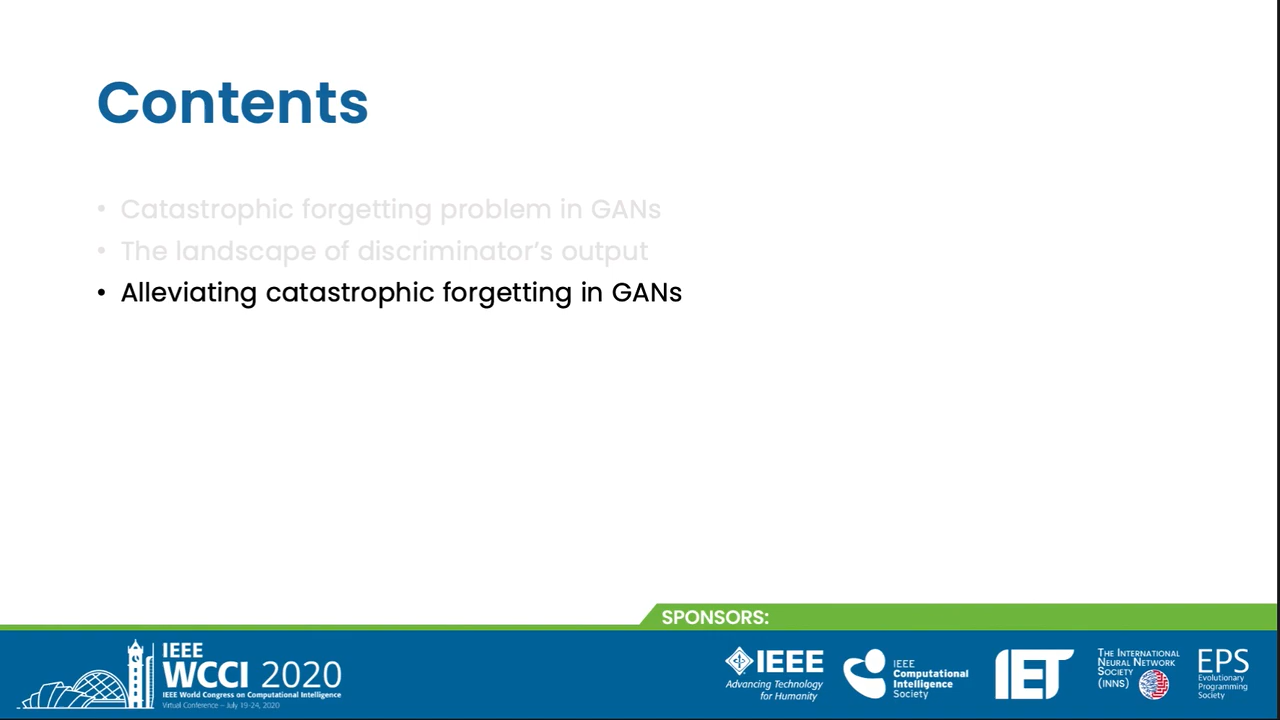 Contents
• Catastrophic forgetting problem in GANs
• The landscape of discriminator's output
• Alleviating catastrophic forgetting in GANs
SPONSORS:
IEEE
WCCI 2020
IEEE World Congress on Computational Intelligence
Virtual Conference – July 19-24, 2020
IEEE
Advancing Technology
for Humanity
IEEE
Computational
Intelligence
Society
IET
The International
Neural Network
Society
(INNS)
EPS
Evolutionary
Programming
Society